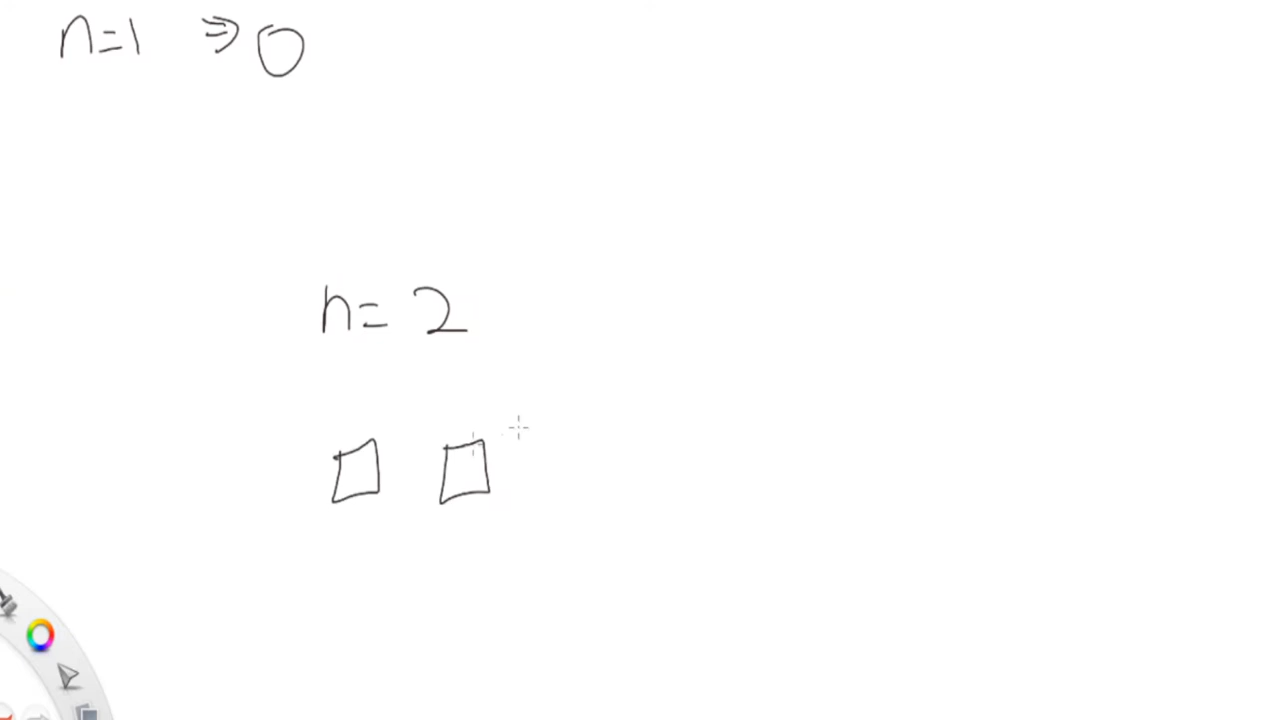 n=1 ⇒ 0
n= 2